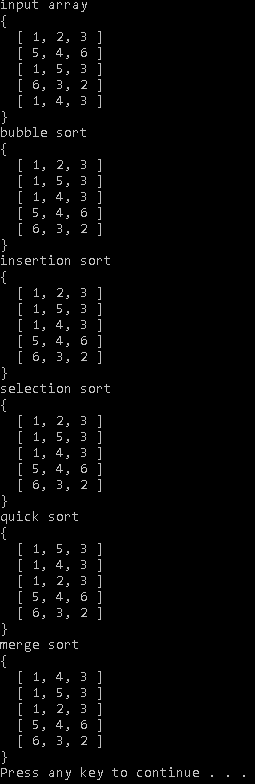 input array
{
  [ 1, 2, 3 ]
  [ 5, 4, 6 ]
  [ 1, 5, 3 ]
  [ 6, 3, 2 ]
  [ 1, 4, 3 ]
}
bubble sort
{
  [ 1, 2, 3 ]
  [ 1, 5, 3 ]
  [ 1, 4, 3 ]
  [ 5, 4, 6 ]
  [ 6, 3, 2 ]
}
insertion sort
{
  [ 1, 2, 3 ]
  [ 1, 5, 3 ]
  [ 1, 4, 3 ]
  [ 5, 4, 6 ]
  [ 6, 3, 2 ]
}
selection sort
{
  [ 1, 2, 3 ]
  [ 1, 5, 3 ]
  [ 1, 4, 3 ]
  [ 5, 4, 6 ]
  [ 6, 3, 2 ]
}
quick sort
{
  [ 1, 5, 3 ]
  [ 1, 4, 3 ]
  [ 1, 2, 3 ]
  [ 5, 4, 6 ]
  [ 6, 3, 2 ]
}
merge sort
{
  [ 1, 4, 3 ]
  [ 1, 5, 3 ]
  [ 1, 2, 3 ]
  [ 5, 4, 6 ]
  [ 6, 3, 2 ]
}
Press any key to continue . . .